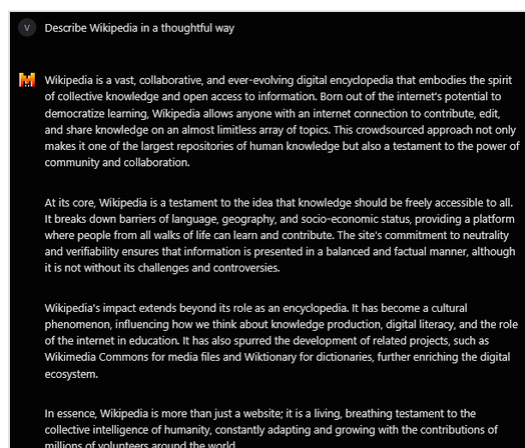 V
Describe Wikipedia in a thoughtful way
Wikipedia is a vast, collaborative, and ever-evolving digital encyclopedia that embodies the spirit
of collective knowledge and open access to information. Born out of the internet's potential to
democratize learning, Wikipedia allows anyone with an internet connection to contribute, edit,
and share knowledge on an almost limitless array of topics. This crowdsourced approach not only
makes it one of the largest repositories of human knowledge but also a testament to the power of
community and collaboration.
At its core, Wikipedia is a testament to the idea that knowledge should be freely accessible to all.
It breaks down barriers of language, geography, and socio-economic status, providing a platform
where people from all walks of life can learn and contribute. The site's commitment to neutrality
and verifiability ensures that information is presented in a balanced and factual manner, although
it is not without its challenges and controversies.
Wikipedia's impact extends beyond its role as an encyclopedia. It has become a cultural
phenomenon, influencing how we think about knowledge production, digital literacy, and the role
of the internet in education. It has also spurred the development of related projects, such as
Wikimedia Commons for media files and Wiktionary for dictionaries, further enriching the digital
ecosystem.
In essence, Wikipedia is more than just a website; it is a living, breathing testament to the
collective intelligence of humanity, constantly adapting and growing with the contributions of
millions of volunteers around the world.